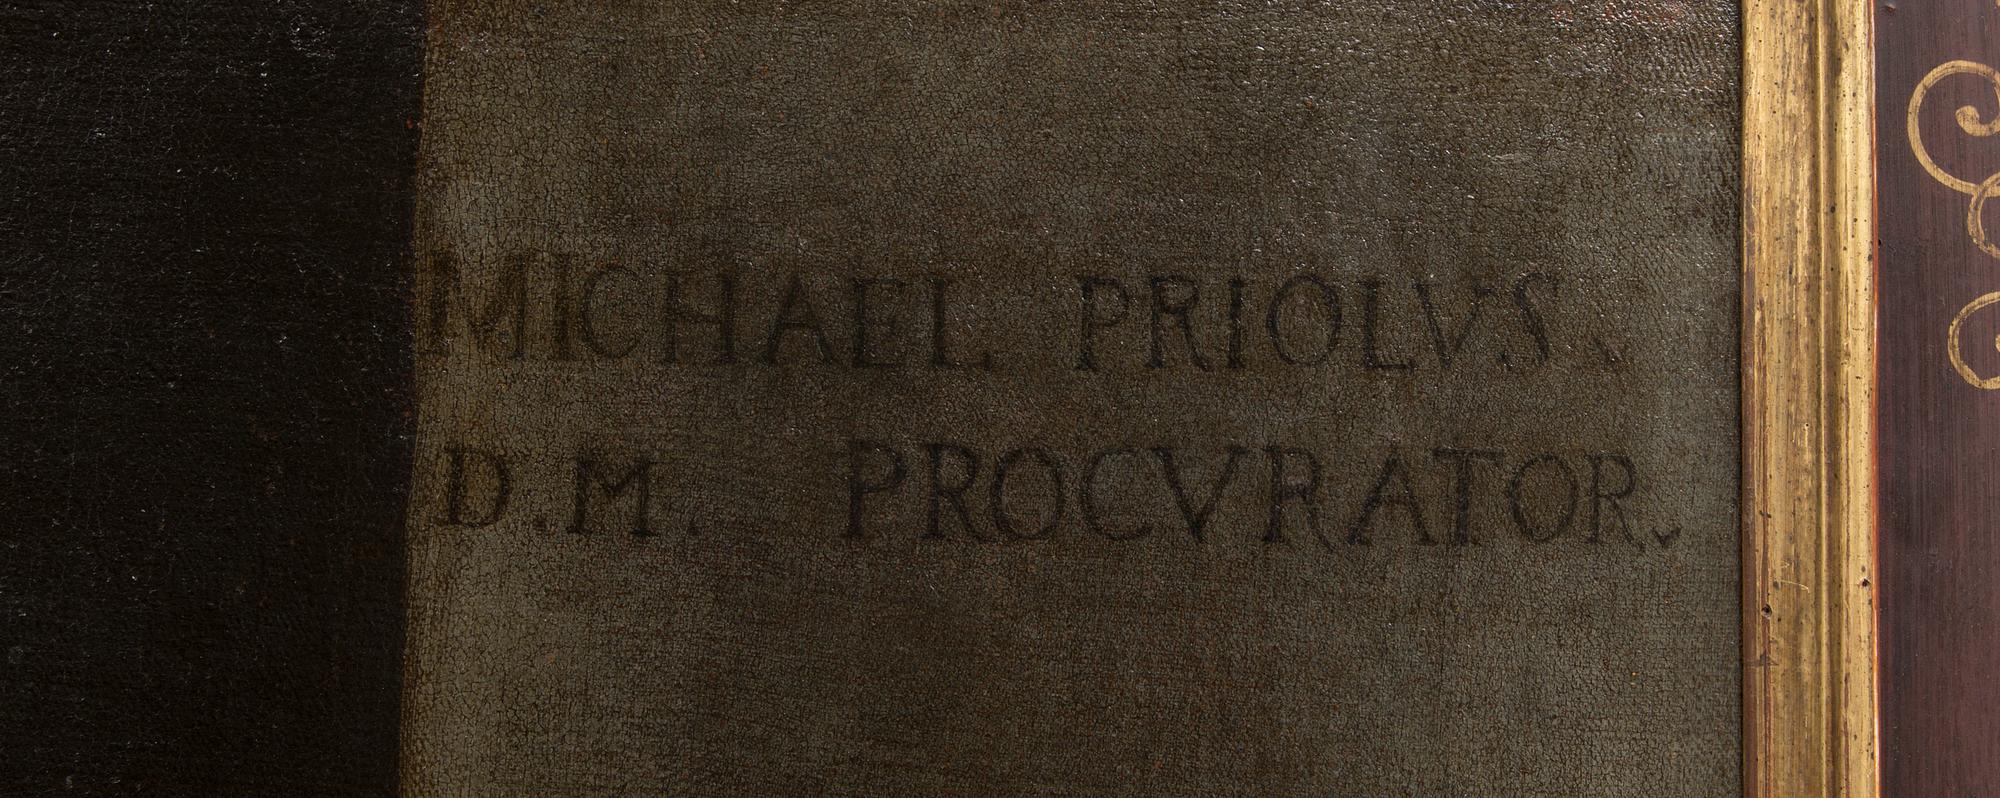 MICHAEL PRIOLVS.
D.M. PROCVRATOR.